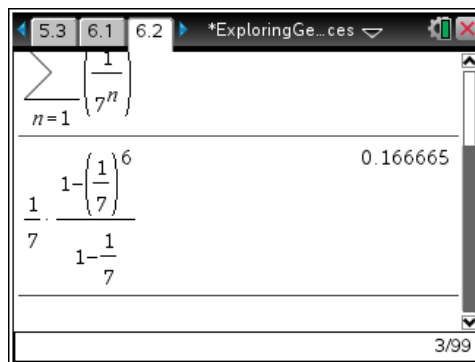 5.3 6.1 6.2 *ExploringGe...ces
∑ n=1 (1/7^n)
1/7 · (1-(1/7)^6)/(1-1/7) 0.166665
3/99